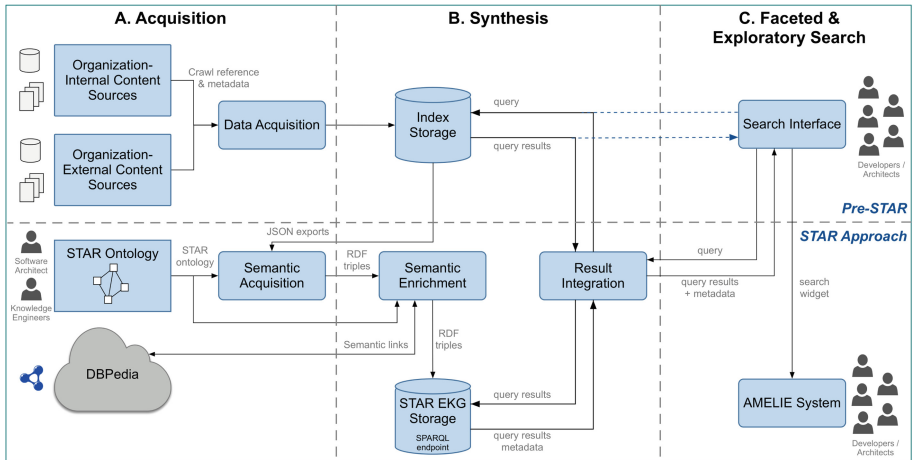 A. Acquisition
B. Synthesis
C. Faceted &
Exploratory Search
Organization-
Internal Content
Sources
Crawl reference
& metadata
Organization-
External Content
Sources
Data Acquisition
Index
Storage
query
query results
Search Interface
Developers /
Architects
Pre-STAR
STAR Approach
JSON exports
Software
Architect
Knowledge
Engineers
STAR Ontology
STAR
ontology
Semantic
Acquisition
RDF
triples
Semantic
Enrichment
Result
Integration
query
query results
+ metadata
search
widget
Semantic links
RDF
triples
DBPedia
STAR EKG
Storage
SPARQL
endpoint
query results
query results
metadata
AMELIE System
Developers /
Architects